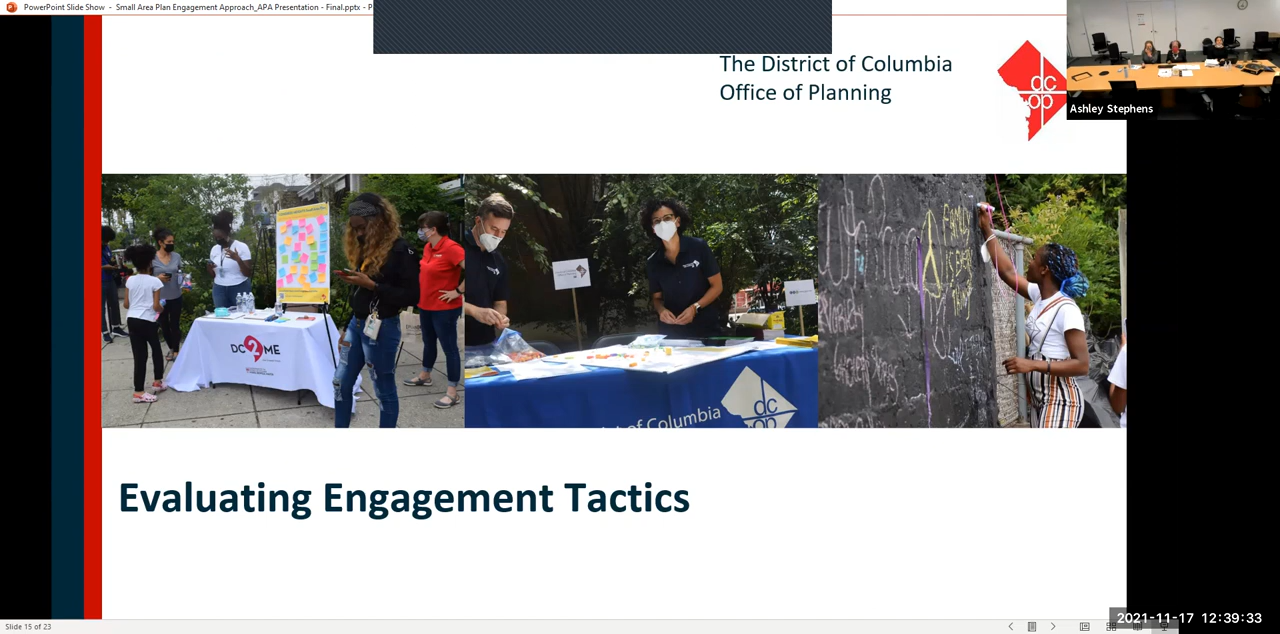 PowerPoint Slide Show - Small Area Plan Engagement Approach_APA Presentation - Final.pptx - P
The District of Columbia
Office of Planning
dc
op
Ashley Stephens
DC
ME
of Columbia
dc
op
Evaluating Engagement Tactics
Slide 15 of 23
2021-11-17 12:39:33